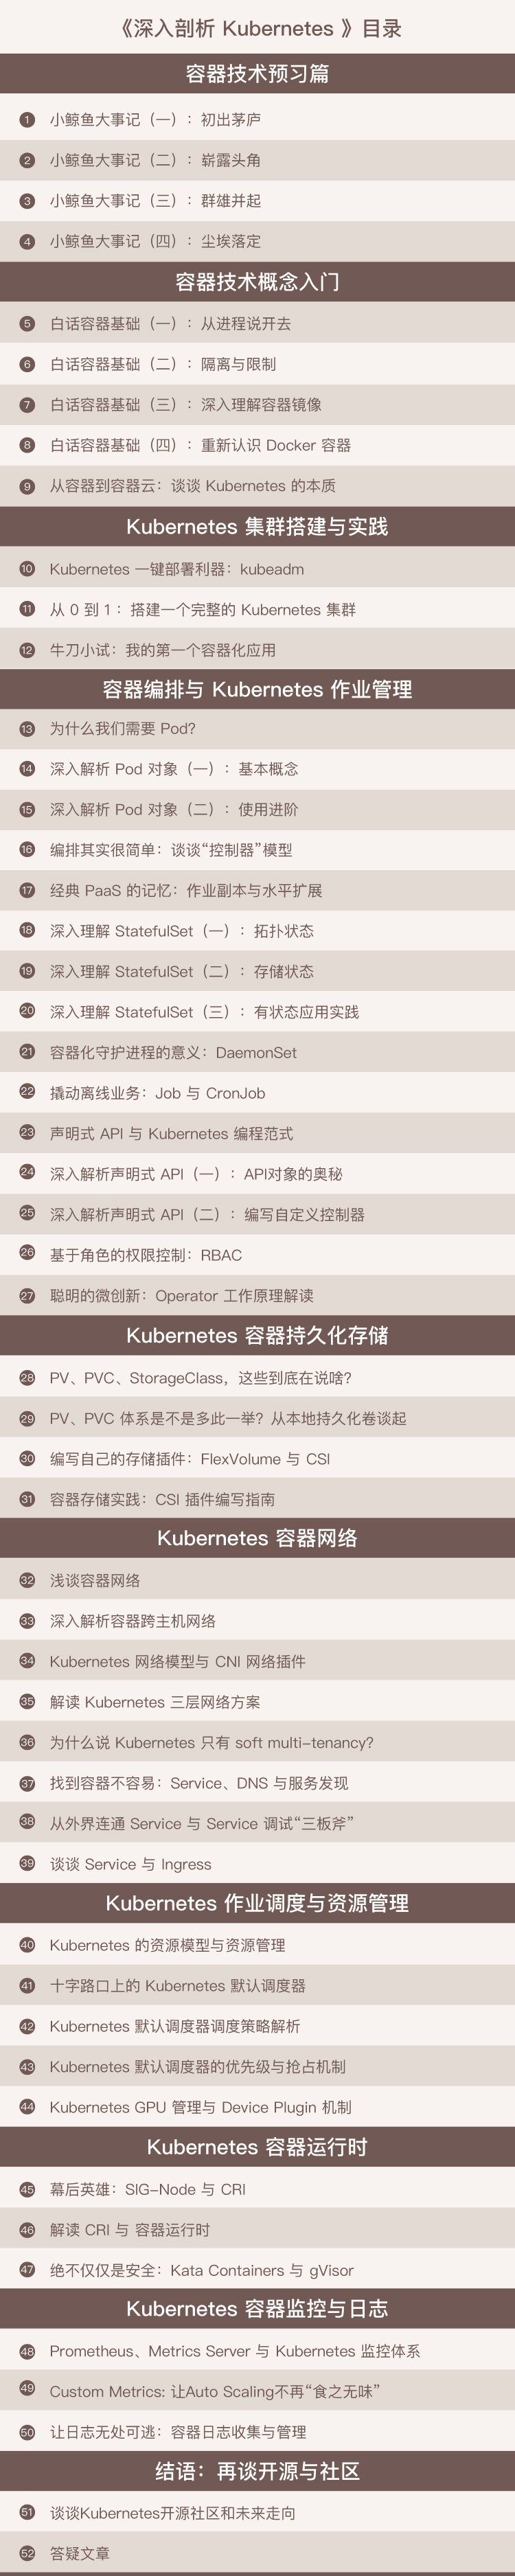 《深入剖析 Kubernetes 》目录
容器技术预习篇
1 小鲸鱼大事记（一）：初出茅庐
2 小鲸鱼大事记（二）：崭露头角
3 小鲸鱼大事记（三）：群雄并起
4 小鲸鱼大事记（四）：尘埃落定
容器技术概念入门
5 白话容器基础（一）：从进程说开去
6 白话容器基础（二）：隔离与限制
7 白话容器基础（三）：深入理解容器镜像
8 白话容器基础（四）：重新认识 Docker 容器
9 从容器到容器云：谈谈 Kubernetes 的本质
Kubernetes 集群搭建与实践
10 Kubernetes 一键部署利器：kubeadm
11 从 0 到 1：搭建一个完整的 Kubernetes 集群
12 牛刀小试：我的第一个容器化应用
容器编排与 Kubernetes 作业管理
13 为什么我们需要 Pod?
14 深入解析 Pod 对象（一）：基本概念
15 深入解析 Pod 对象（二）：使用进阶
16 编排其实很简单：谈谈“控制器”模型
17 经典 PaaS 的记忆：作业副本与水平扩展
18 深入理解 StatefulSet（一）：拓扑状态
19 深入理解 StatefulSet（二）：存储状态
20 深入理解 StatefulSet（三）：有状态应用实践
21 容器化守护进程的意义：DaemonSet
22 撬动离线业务：Job 与 CronJob
23 声明式 API 与 Kubernetes 编程范式
24 深入解析声明式 API（一）：API对象的奥秘
25 深入解析声明式 API（二）：编写自定义控制器
26 基于角色的权限控制：RBAC
27 聪明的微创新：Operator 工作原理解读
Kubernetes 容器持久化存储
28 PV、PVC、StorageClass，这些到底在说啥?
29 PV、PVC 体系是不是多此一举？从本地持久化卷谈起
30 编写自己的存储插件：FlexVolume 与 CSI
31 容器存储实践：CSI 插件编写指南
Kubernetes 容器网络
32 浅谈容器网络
33 深入解析容器跨主机网络
34 Kubernetes 网络模型与 CNI 网络插件
35 解读 Kubernetes 三层网络方案
36 为什么说 Kubernetes 只有 soft multi-tenancy?
37 找到容器不容易：Service、DNS 与服务发现
38 从外界连通 Service 与 Service 调试“三板斧”
39 谈谈 Service 与 Ingress
Kubernetes 作业调度与资源管理
40 Kubernetes 的资源模型与资源管理
41 十字路口上的 Kubernetes 默认调度器
42 Kubernetes 默认调度器调度策略解析
43 Kubernetes 默认调度器的优先级与抢占机制
44 Kubernetes GPU 管理与 Device Plugin 机制
Kubernetes 容器运行时
45 幕后英雄：SIG-Node 与 CRI
46 解读 CRI 与 容器运行时
47 绝不仅仅是安全：Kata Containers 与 gVisor
Kubernetes 容器监控与日志
48 Prometheus、Metrics Server 与 Kubernetes 监控体系
49 Custom Metrics: 让Auto Scaling不再“食之无味”
50 让日志无处可逃：容器日志收集与管理
结语：再谈开源与社区
51 谈谈Kubernetes开源社区和未来走向
52 答疑文章